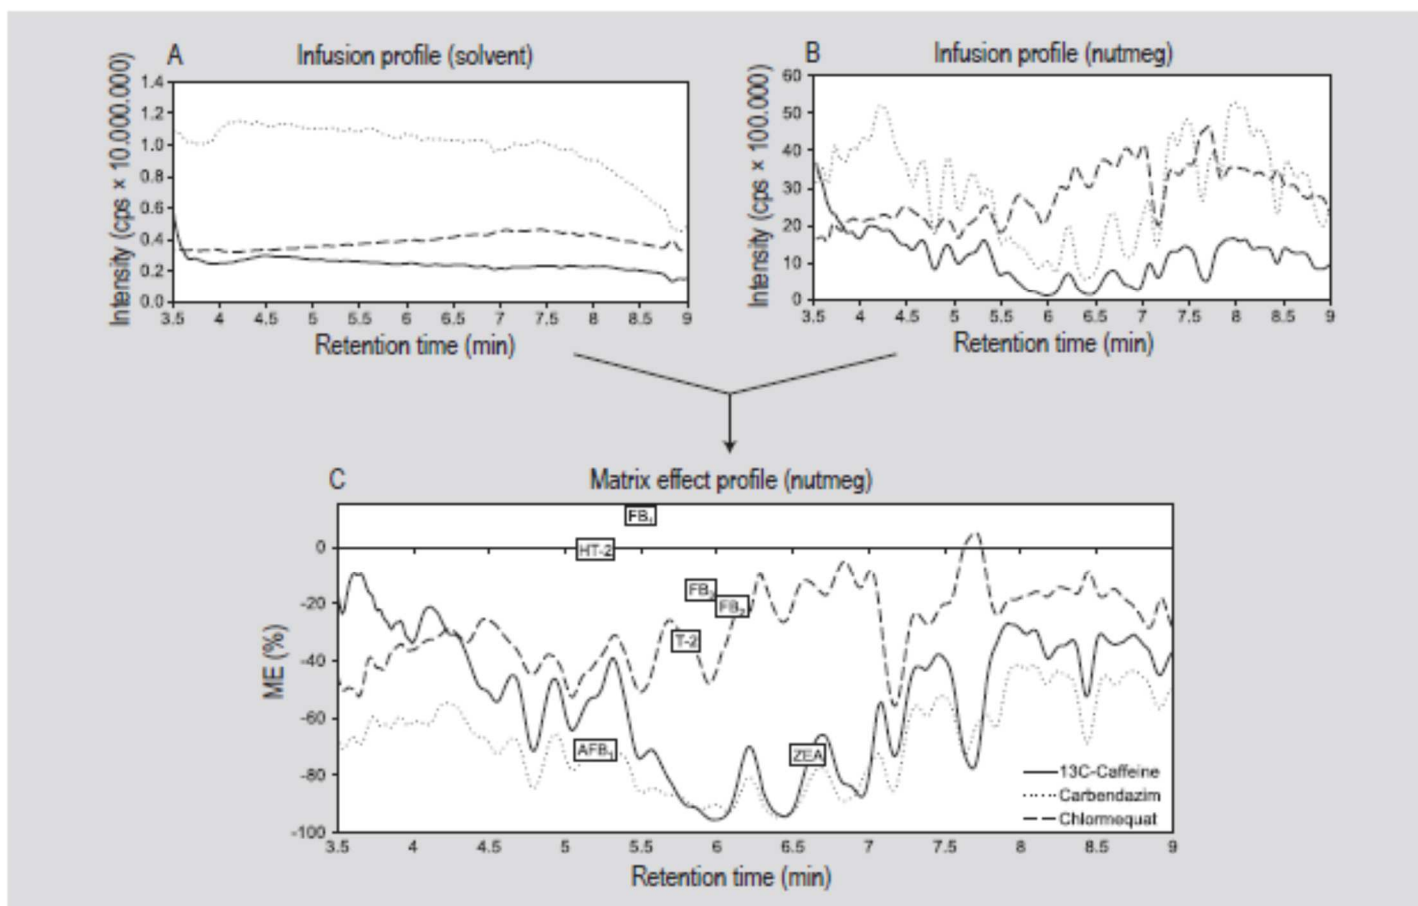 A Infusion profile (solvent)
Intensity (cps × 10.000.000)
1.4
1.2
1.0
0.8
0.6
0.4
0.2
0.0
3.5 4 4.5 5 5.5 6 6.5 7 7.5 8 8.5 9
Retention time (min)
B Infusion profile (nutmeg)
Intensity (cps × 100.000)
60
50
40
30
20
10
0
3.5 4 4.5 5 5.5 6 6.5 7 7.5 8 8.5 9
Retention time (min)
C Matrix effect profile (nutmeg)
ME (%)
0
-20
-40
-60
-80
-100
FB₁
HT-2
FB₃
FB₂
T-2
AFB₁
ZEA
13C-Caffeine
Carbendazim
Chlormequat
3.5 4 4.5 5 5.5 6 6.5 7 7.5 8 8.5 9
Retention time (min)